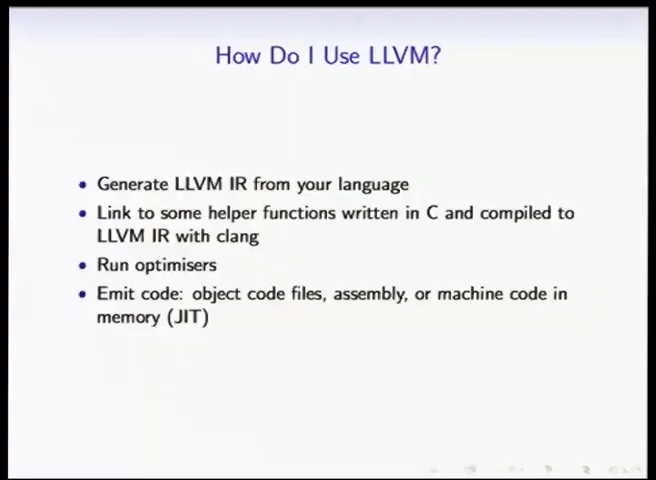 How Do I Use LLVM?
• Generate LLVM IR from your language
• Link to some helper functions written in C and compiled to
LLVM IR with clang
• Run optimisers
• Emit code: object code files, assembly, or machine code in
memory (JIT)